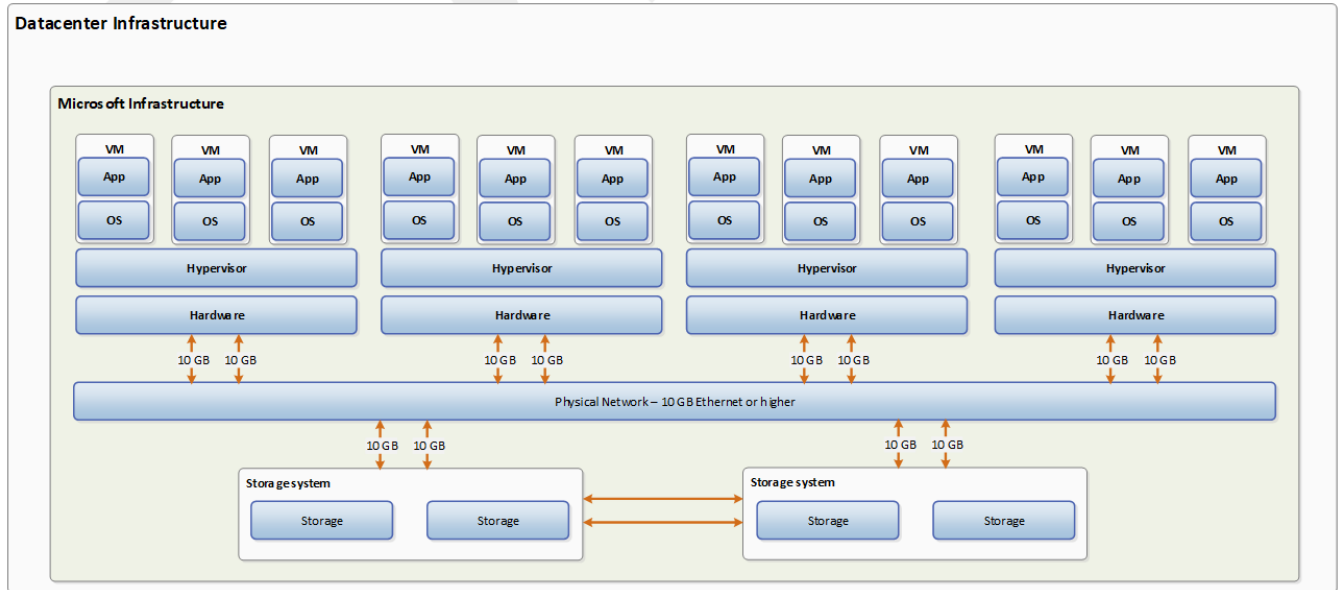 Datacenter Infrastructure
Microsoft Infrastructure
VM VM VM VM VM VM VM VM VM VM VM VM
App App App App App App App App App App App App
OS OS OS OS OS OS OS OS OS OS OS OS
Hypervisor Hypervisor Hypervisor Hypervisor
Hardware Hardware Hardware Hardware
10 GB 10 GB 10 GB 10 GB 10 GB 10 GB 10 GB 10 GB
Physical Network – 10 GB Ethernet or higher
10 GB 10 GB 10 GB 10 GB
Storage system Storage system
Storage Storage Storage Storage